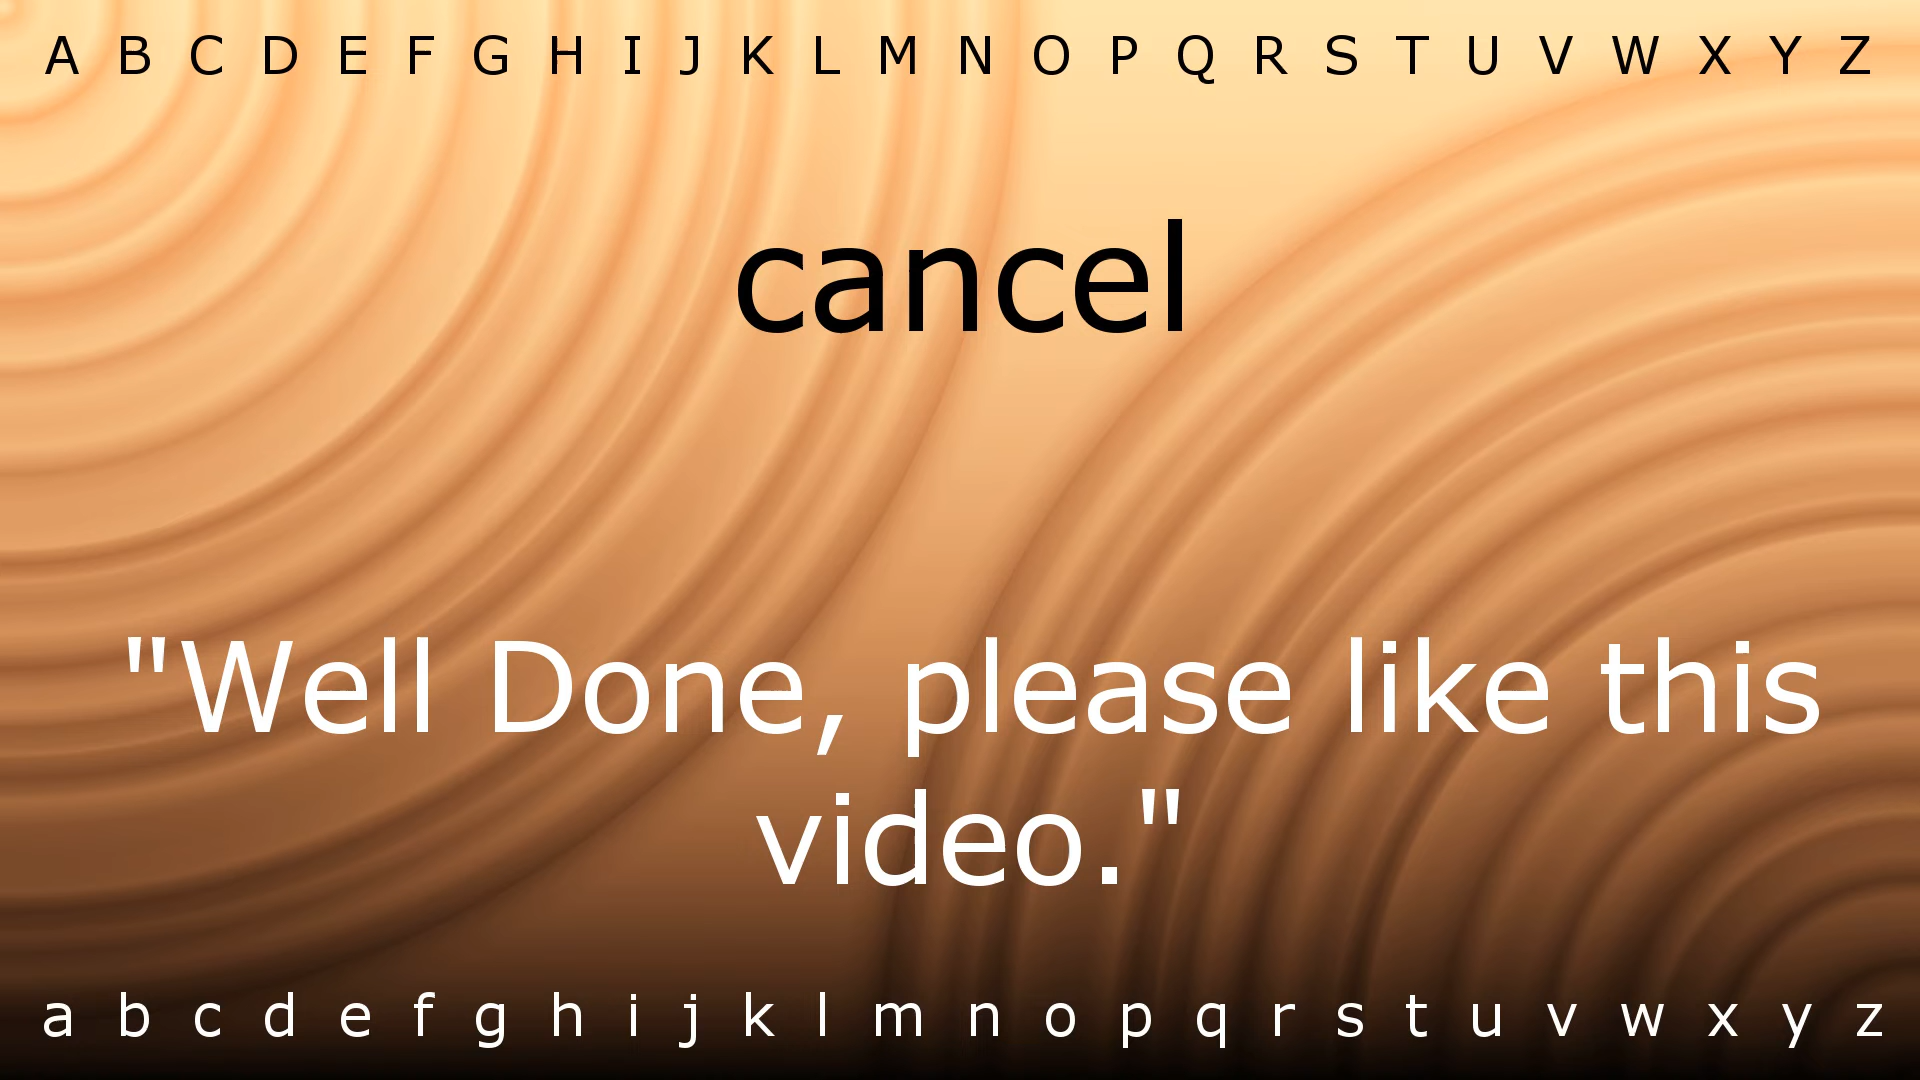 A B C D E F G H I J K L M N O P Q R S T U V W X Y Z
cancel
"Well Done, please like this
video."
a b c d e f g h i j k l m n o p q r s t u v w x y z